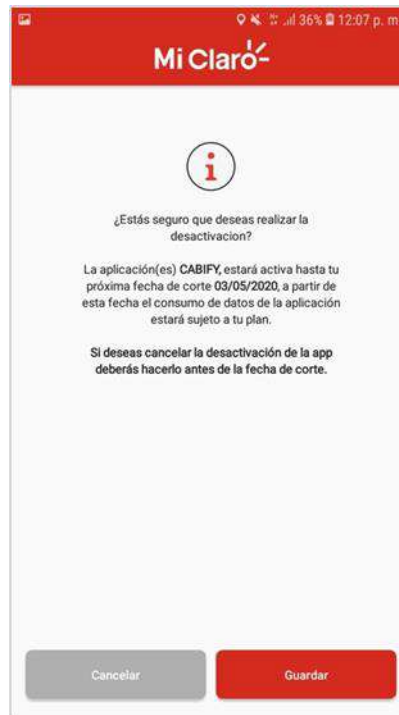 36% 12:07 p. m
Mi Claro
i
¿Estás seguro que deseas realizar la
desactivacion?
La aplicación(es) CABIFY, estará activa hasta tu
próxima fecha de corte 03/05/2020, a partir de
esta fecha el consumo de datos de la aplicación
estará sujeto a tu plan.
Si deseas cancelar la desactivación de la app
deberás hacerlo antes de la fecha de corte.
Cancelar
Guardar